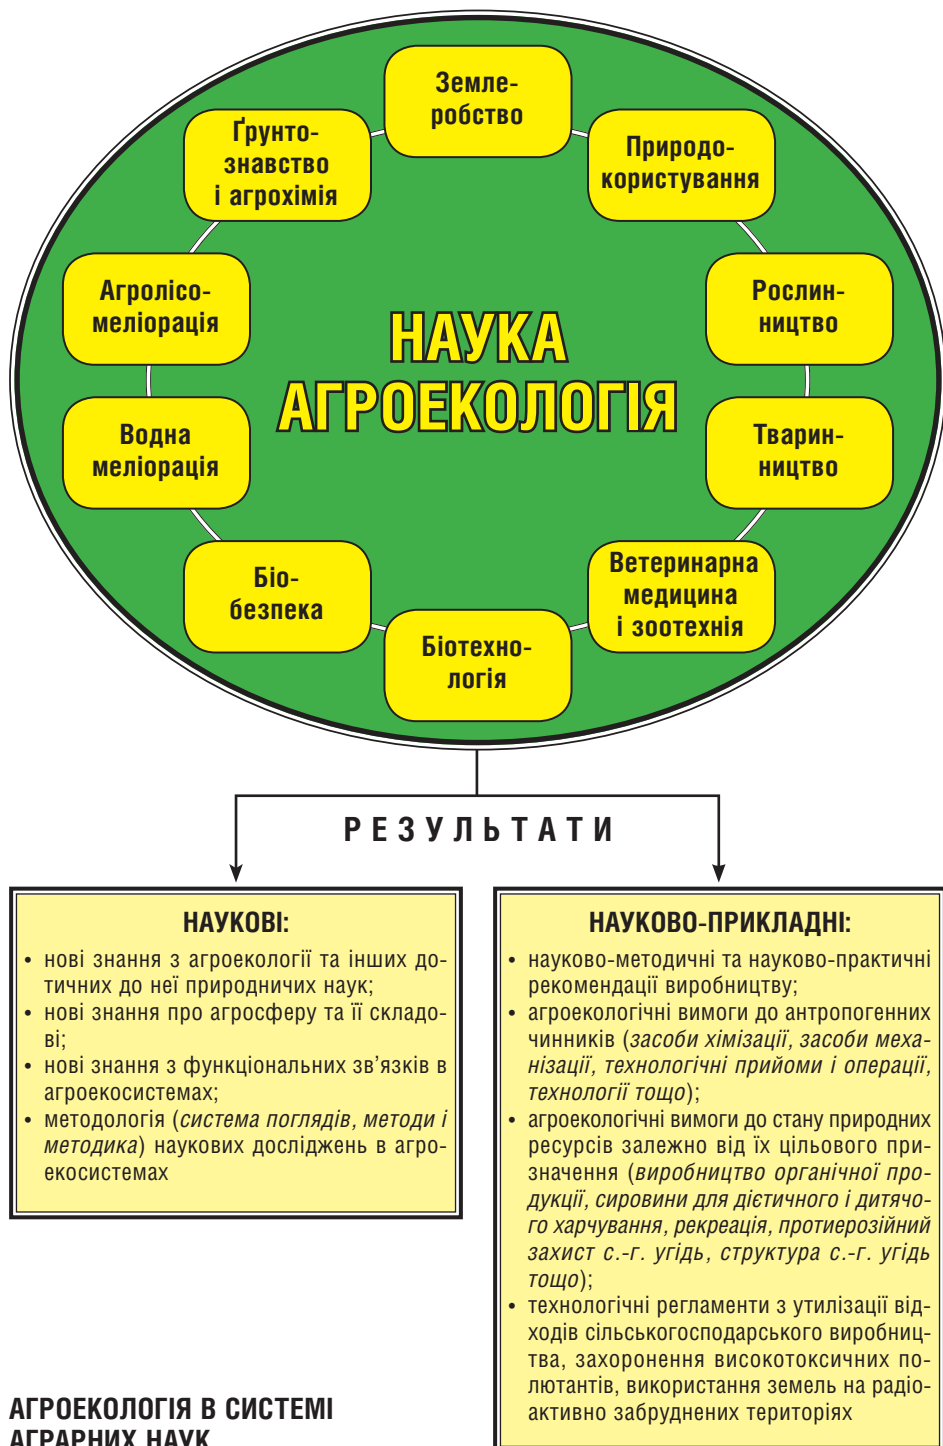 Земле-
робство
Ґрунто-
знавство
і агрохімія
Природо-
користування
Агролісо-
меліорація
Рослин-
ництво
НАУКА
АГРОЕКОЛОГІЯ
Водна
меліорація
Тварин-
ництво
Біо-
безпека
Ветеринарна
медицина
і зоотехнія
Біотехно-
логія
РЕЗУЛЬТАТИ
НАУКОВІ:
• нові знання з агроекології та інших до-
тичних до неї природничих наук;
• нові знання про агросферу та її складо-
ві;
• нові знання з функціональних зв’язків в
агроекосистемах;
• методологія (система поглядів, методи і
методика) наукових досліджень в агро-
екосистемах
НАУКОВО-ПРИКЛАДНІ:
• науково-методичні та науково-практичні
рекомендації виробництву;
• агроекологічні вимоги до антропогенних
чинників (засоби хімізації, засоби меха-
нізації, технологічні прийоми і операції,
технології тощо);
• агроекологічні вимоги до стану природних
ресурсів залежно від їх цільового при-
значення (виробництво органічної про-
дукції, сировини для дієтичного і дитячо-
го харчування, рекреація, протиерозійний
захист с.-г. угідь, структура с.-г. угідь
тощо);
• технологічні регламенти з утилізації від-
ходів сільськогосподарського виробниц-
тва, захоронення високотоксичних по-
лютантів, використання земель на радіо-
активно забруднених територіях
АГРОЕКОЛОГІЯ В СИСТЕМІ
АГРАРНИХ НАУК